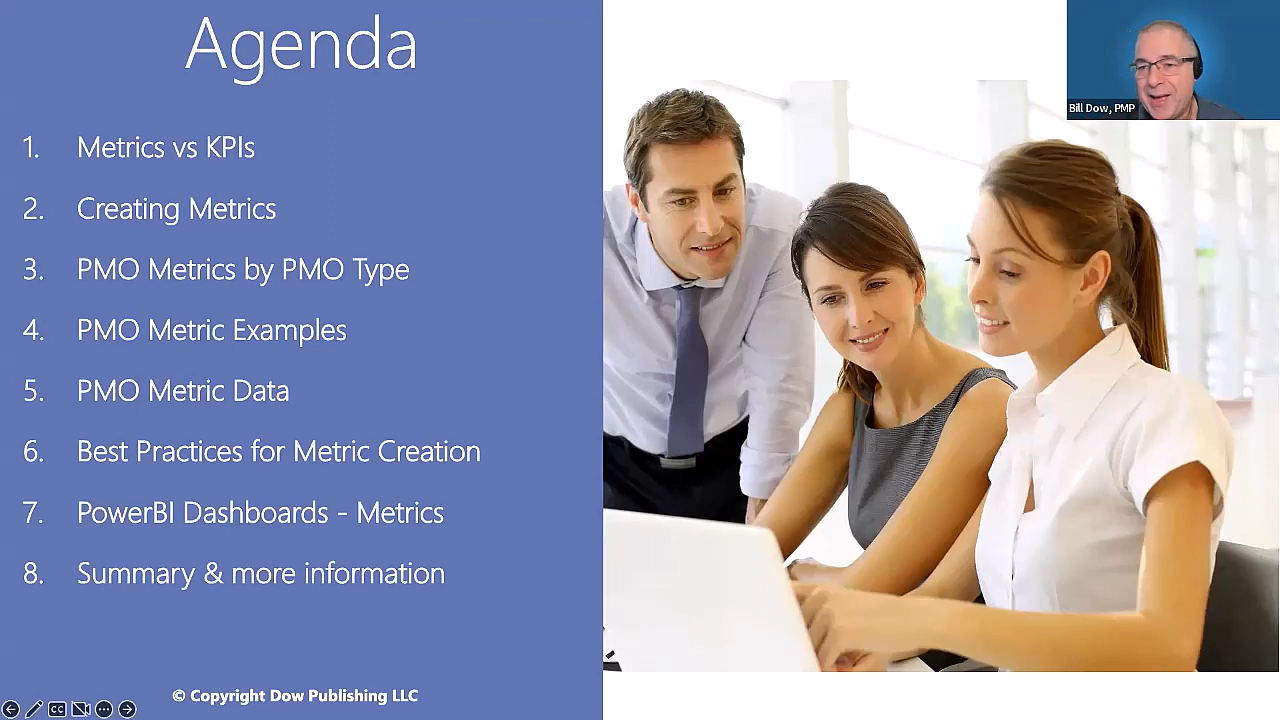 Agenda
1. Metrics vs KPIs
2. Creating Metrics
3. PMO Metrics by PMO Type
4. PMO Metric Examples
5. PMO Metric Data
6. Best Practices for Metric Creation
7. PowerBI Dashboards - Metrics
8. Summary & more information
© Copyright Dow Publishing LLC
Bill Dow, PMP
CC